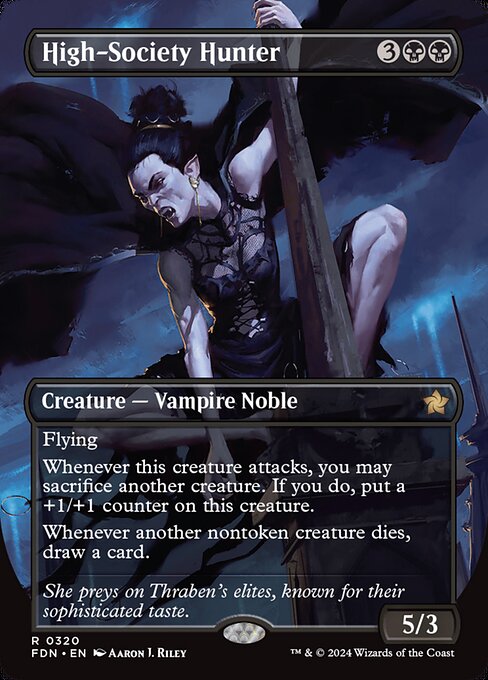 High-Society Hunter 3
Creature — Vampire Noble
Flying
Whenever this creature attacks, you may
sacrifice another creature. If you do, put a
+1/+1 counter on this creature.
Whenever another nontoken creature dies,
draw a card.
She preys on Thraben's elites, known for their
sophisticated taste.
5/3
R 0320
FDN • EN Aaron J. Riley
™ & © 2024 Wizards of the Coast